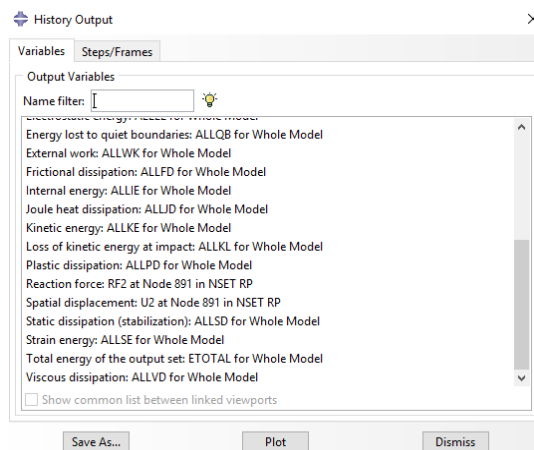 History Output
Variables
Steps/Frames
Output Variables
Name filter:
Electrostatic energy: ALLEE for Whole Model
Energy lost to quiet boundaries: ALLQB for Whole Model
External work: ALLWK for Whole Model
Frictional dissipation: ALLFD for Whole Model
Internal energy: ALLIE for Whole Model
Joule heat dissipation: ALLJD for Whole Model
Kinetic energy: ALLKE for Whole Model
Loss of kinetic energy at impact: ALLKL for Whole Model
Plastic dissipation: ALLPD for Whole Model
Reaction force: RF2 at Node 891 in NSET RP
Spatial displacement: U2 at Node 891 in NSET RP
Static dissipation (stabilization): ALLSD for Whole Model
Strain energy: ALLSE for Whole Model
Total energy of the output set: ETOTAL for Whole Model
Viscous dissipation: ALLVD for Whole Model
Show common list between linked viewports
Save As...
Plot
Dismiss